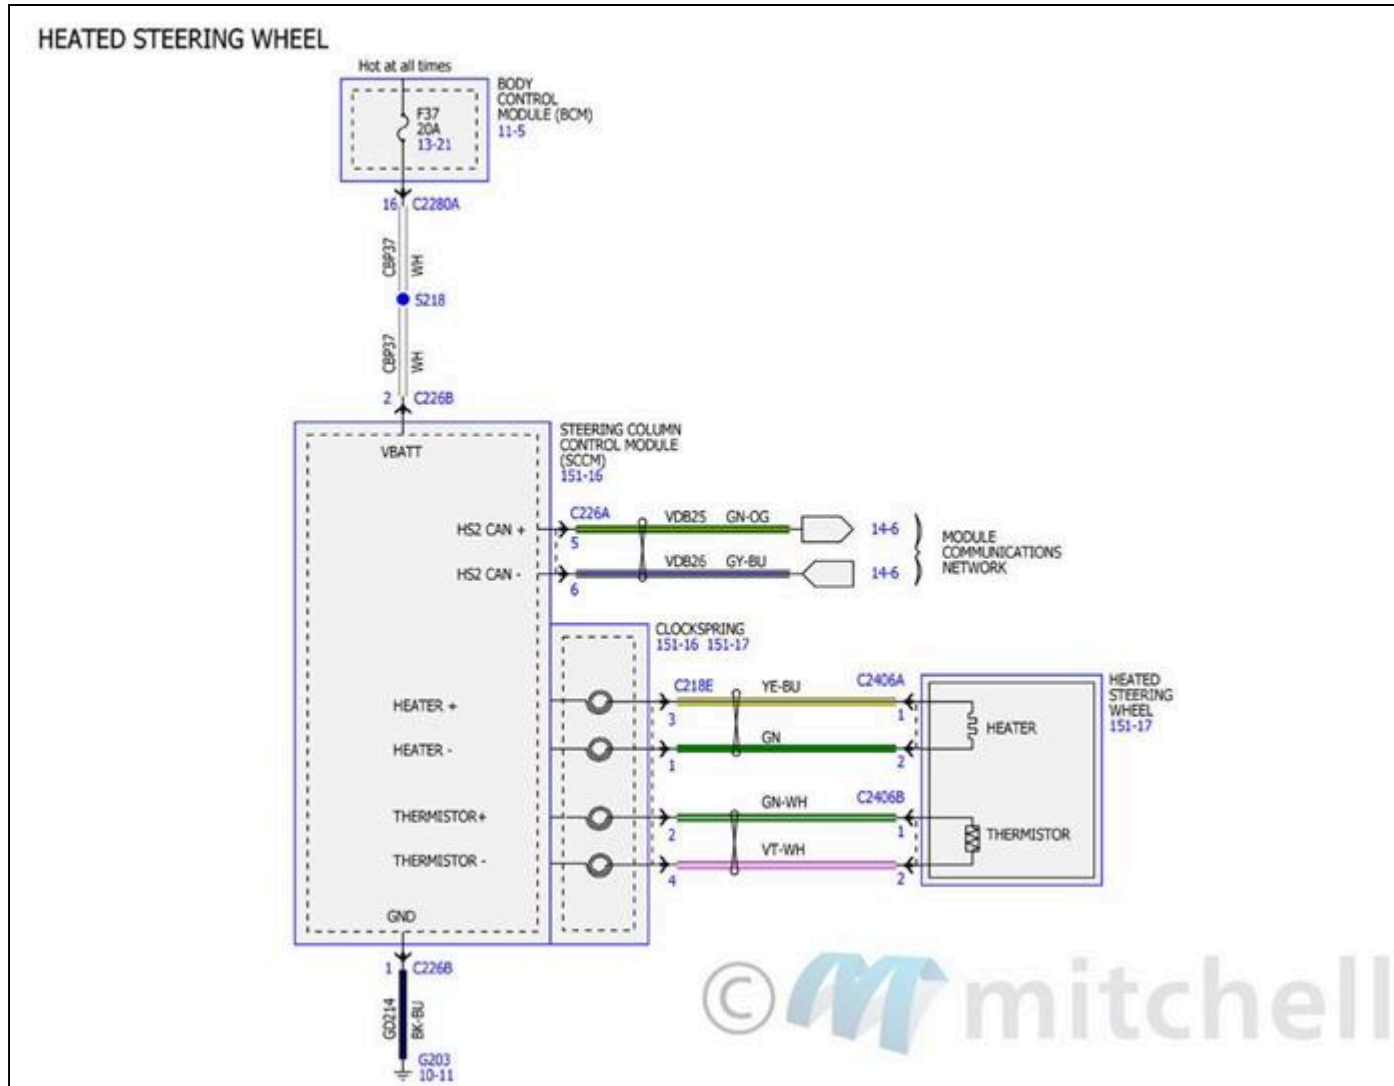 HEATED STEERING WHEEL
Hot at all times
BODY
CONTROL
MODULE (BCM)
11-5
F37
20A
13-21
16 C2280A
CBP37
WH
S218
CBP37
WH
2 C226B
VBATT
STEERING COLUMN
CONTROL MODULE
(SCCM)
151-16
HS2 CAN +
C226A
5
VDB25 GN-OG
14-6
HS2 CAN -
6
VDB26 GY-BU
14-6
MODULE
COMMUNICATIONS
NETWORK
CLOCKSPRING
151-16 151-17
HEATER +
C218E
3
YE-BU
C2406A
1
HEATER -
1
GN
2
HEATER
HEATED
STEERING
WHEEL
151-17
THERMISTOR+
2
GN-WH
C2406B
1
THERMISTOR -
4
VT-WH
2
THERMISTOR
GND
1 C226B
GD214
BK-BU
G203
10-11
© mitchell